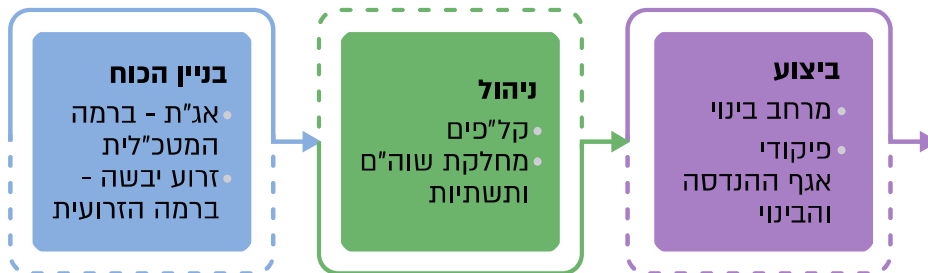 בניין הכוח
אג"ת - ברמה
המטכ"לית
זרוע יבשה -
ברמה הזרועית
ניהול
קל"פים
מחלקת שוה"ם
ותשתיות
ביצוע
מרחב בינוי
פיקודי
אגף ההנדסה
והבינוי